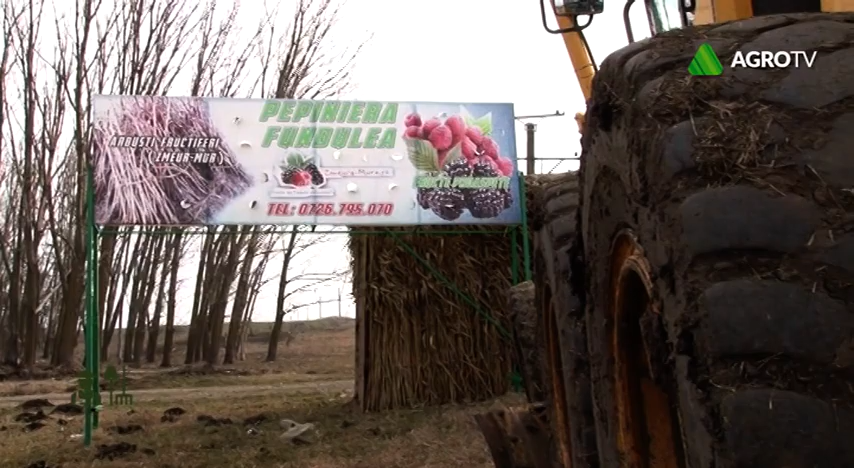 AGROTV
PEPINIERA
FUNDULEA
ARBUSTI FRUCTIFERI
(ZMEUR-MUR)
TEL: 0726.795.070